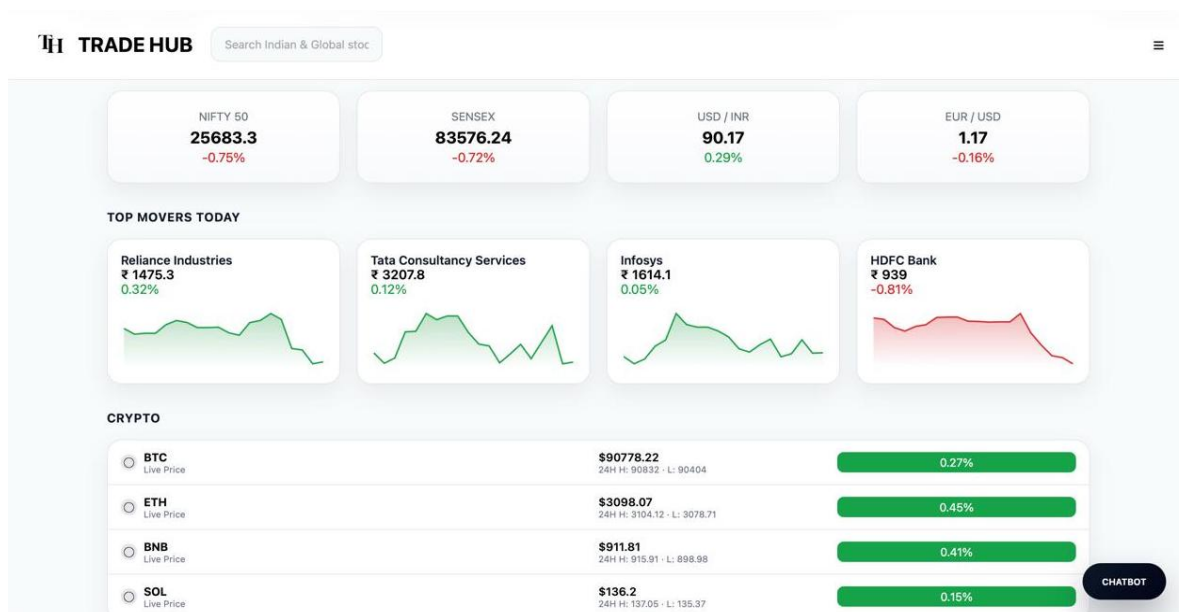 TH TRADE HUB
Search Indian & Global stoc
NIFTY 50
25683.3
-0.75%
SENSEX
83576.24
-0.72%
USD / INR
90.17
0.29%
EUR / USD
1.17
-0.16%
TOP MOVERS TODAY
Reliance Industries
₹ 1475.3
0.32%
Tata Consultancy Services
₹ 3207.8
0.12%
Infosys
₹ 1614.1
0.05%
HDFC Bank
₹ 939
-0.81%
CRYPTO
BTC
Live Price
$90778.22
24H H: 90832 · L: 90404
0.27%
ETH
Live Price
$3098.07
24H H: 3104.12 · L: 3078.71
0.45%
BNB
Live Price
$911.81
24H H: 915.91 · L: 898.98
0.41%
SOL
Live Price
$136.2
24H H: 137.05 · L: 135.37
0.15%
CHATBOT